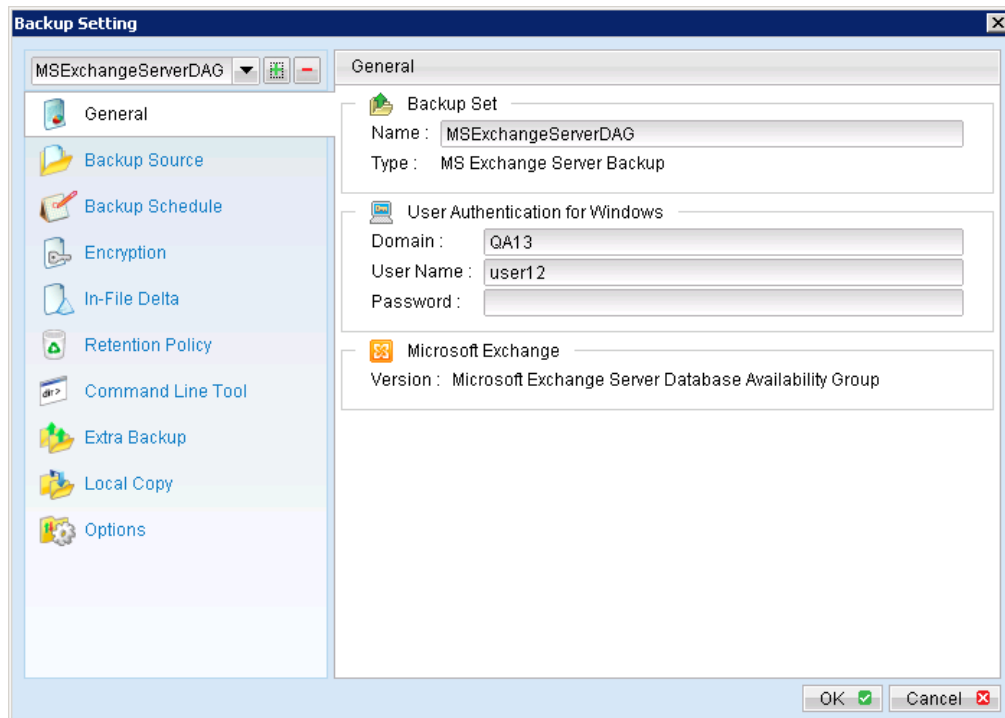 Backup Setting
MSExchangeServerDAG
General
Backup Source
Backup Schedule
Encryption
In-File Delta
Retention Policy
dir>
Command Line Tool
Extra Backup
Local Copy
Options
General
Backup Set
Name : MSExchangeServerDAG
Type : MS Exchange Server Backup
User Authentication for Windows
Domain : QA13
User Name : user12
Password :
Microsoft Exchange
Version : Microsoft Exchange Server Database Availability Group
OK
Cancel